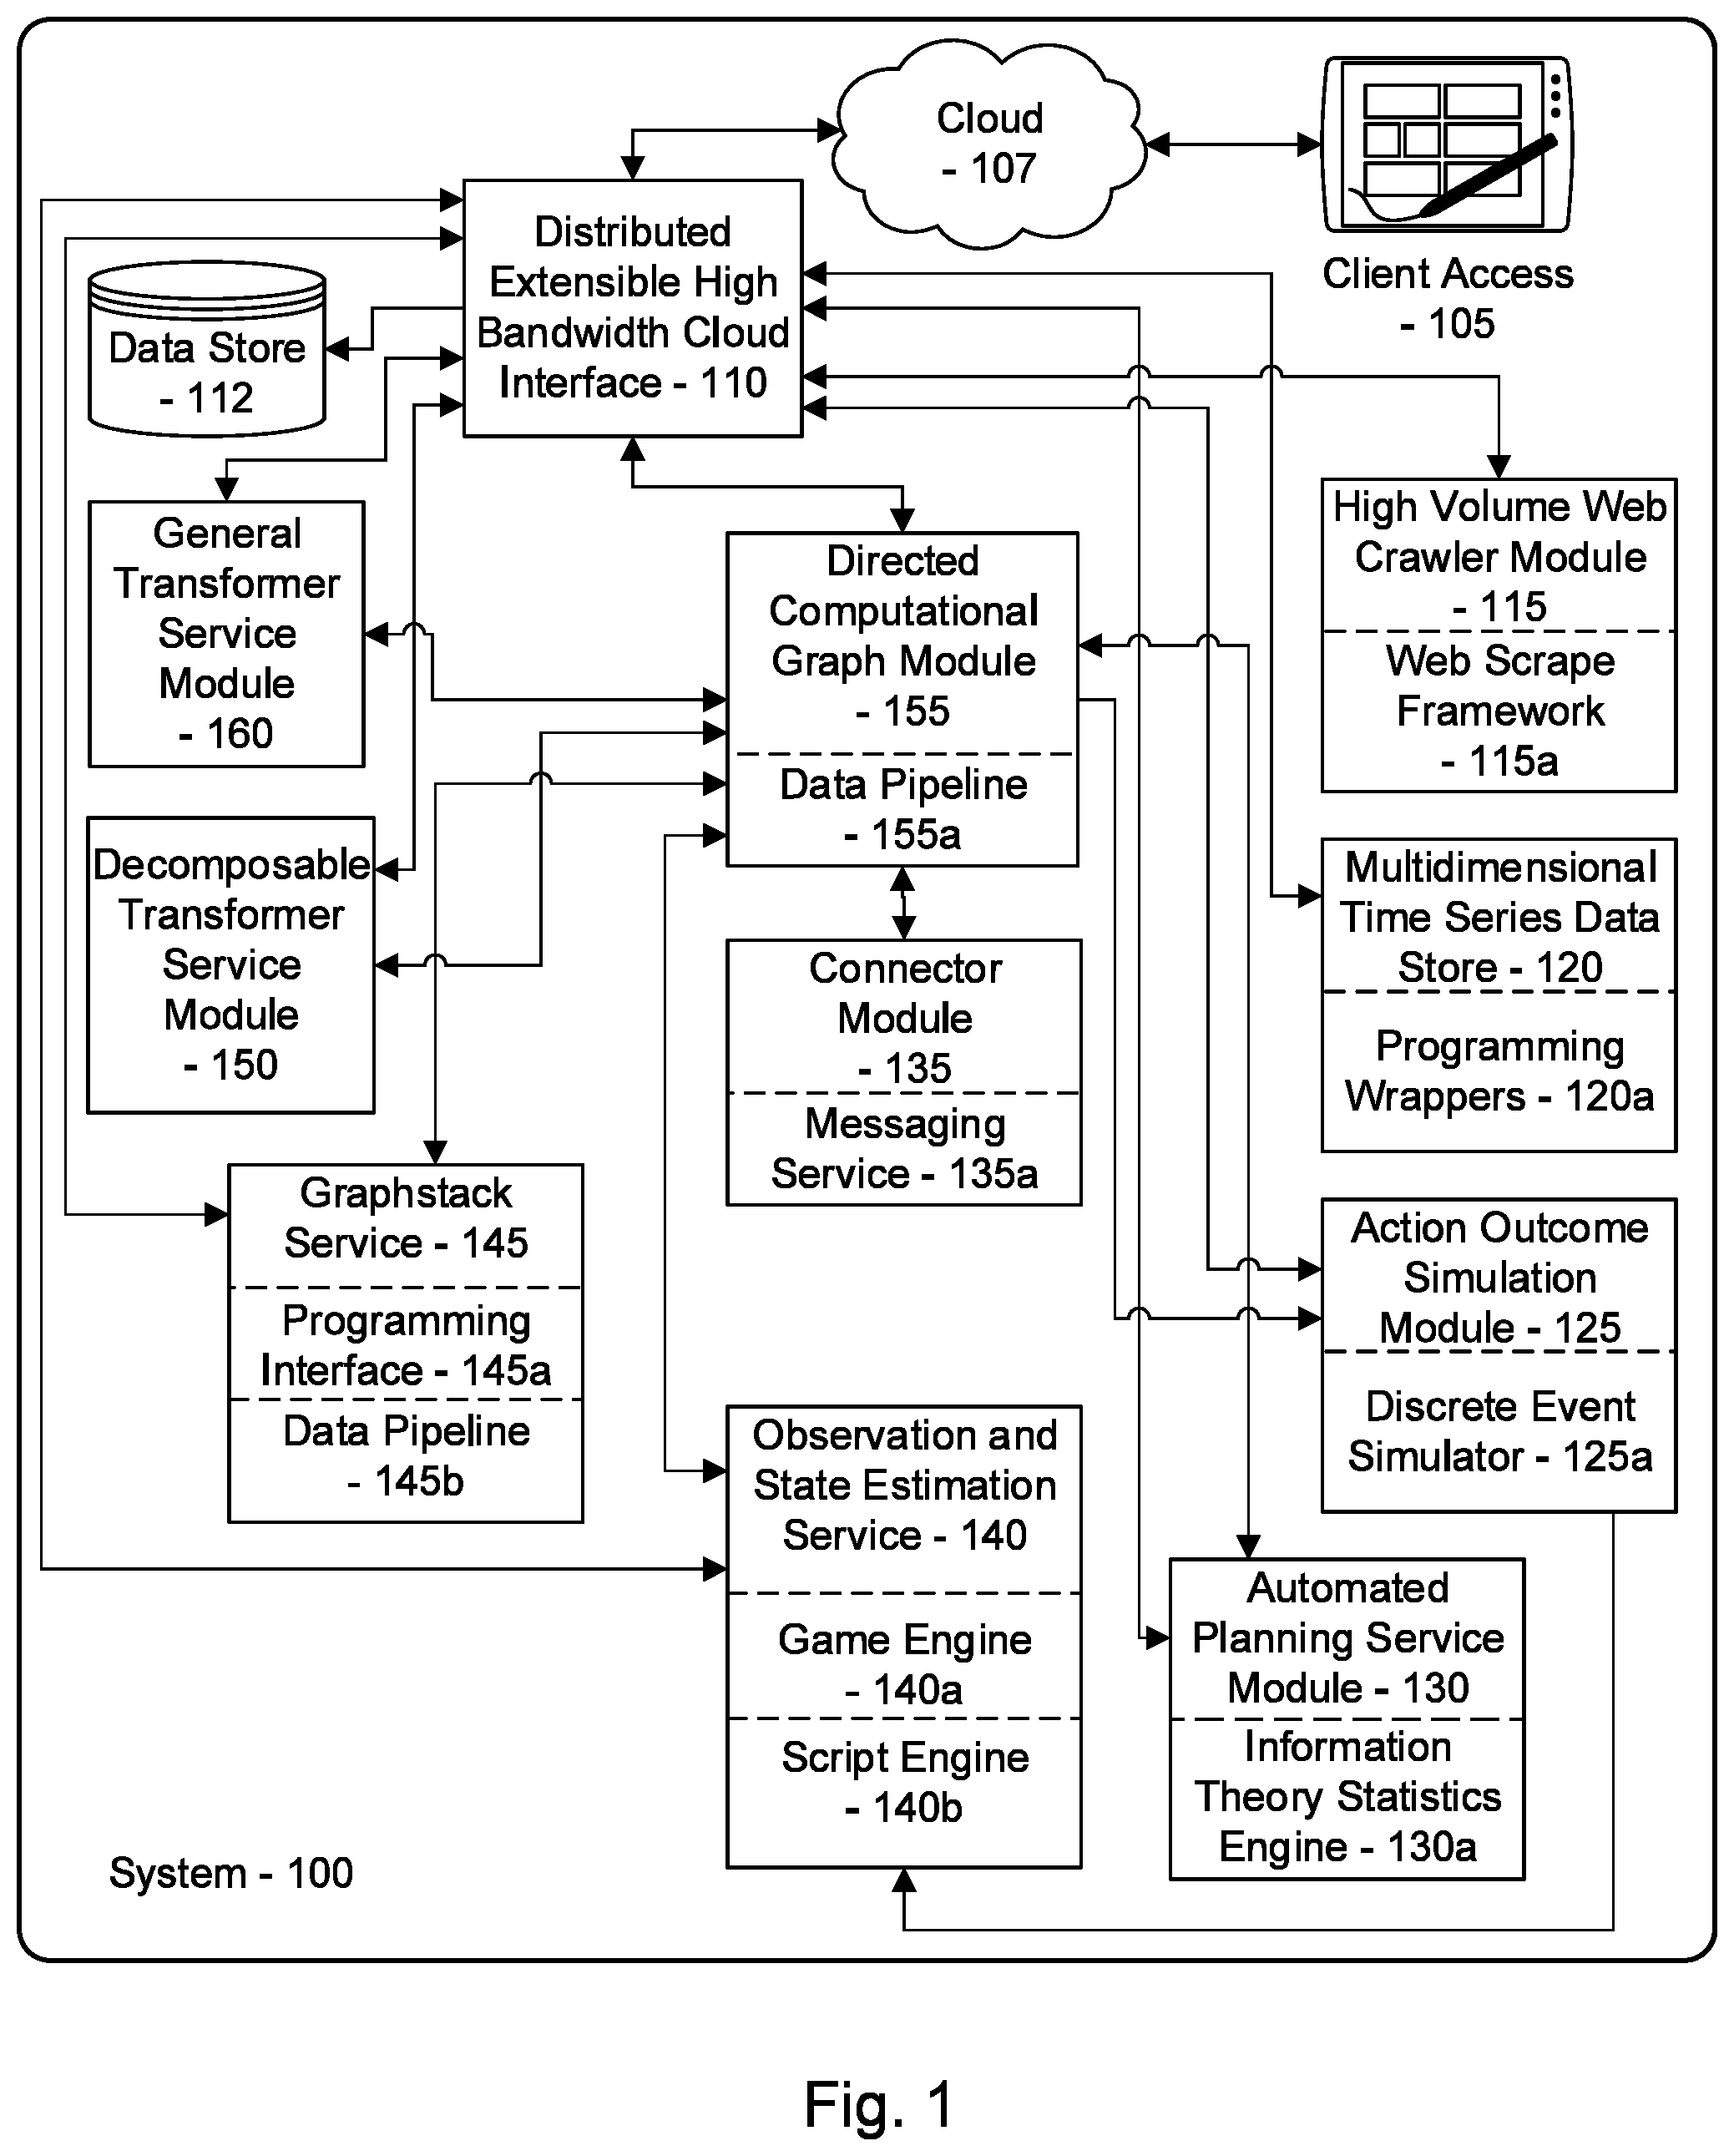 Cloud
- 107
Client Access
- 105
Distributed
Extensible High
Bandwidth Cloud
Interface - 110
Data Store
- 112
General
Transformer
Service
Module
- 160
Directed
Computational
Graph Module
- 155
Data Pipeline
- 155a
High Volume Web
Crawler Module
- 115
Web Scrape
Framework
- 115a
Decomposable
Transformer
Service
Module
- 150
Connector
Module
- 135
Messaging
Service - 135a
Multidimensional
Time Series Data
Store - 120
Programming
Wrappers - 120a
Graphstack
Service - 145
Programming
Interface - 145a
Data Pipeline
- 145b
Action Outcome
Simulation
Module - 125
Discrete Event
Simulator - 125a
Observation and
State Estimation
Service - 140
Game Engine
- 140a
Script Engine
- 140b
Automated
Planning Service
Module - 130
Information
Theory Statistics
Engine - 130a
System - 100
Fig. 1